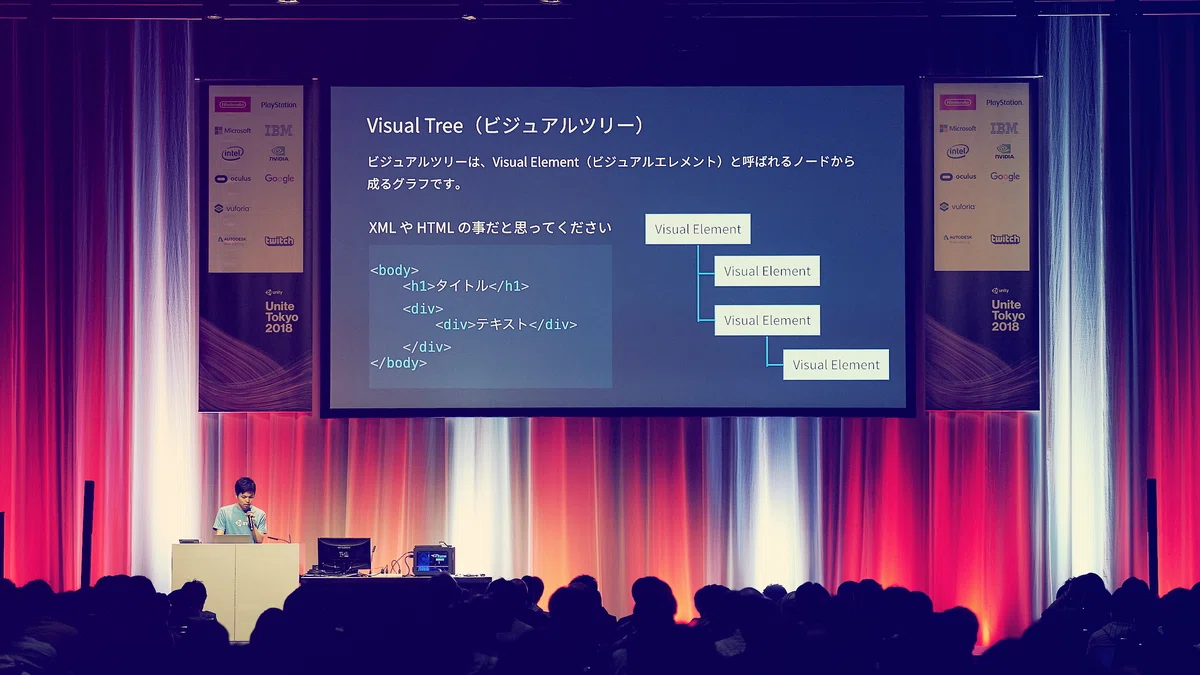 Visual Tree（ビジュアルツリー）
ビジュアルツリーは、Visual Element（ビジュアルエレメント）と呼ばれるノードから
成るグラフです。
XML や HTML の事だと思ってください
<body>
<h1>タイトル</h1>
<div>
<div>テキスト</div>
</div>
</body>
Visual Element
Visual Element
Visual Element
Visual Element
Nintendo
PlayStation
Microsoft
IBM
intel
NVIDIA
oculus
Google
vuforia
AUTODESK
twitch
unity
Unite
Tokyo
2018
Nintendo
PlayStation
Microsoft
IBM
intel
NVIDIA
oculus
Google
vuforia
AUTODESK
twitch
unity
Unite
Tokyo
2018